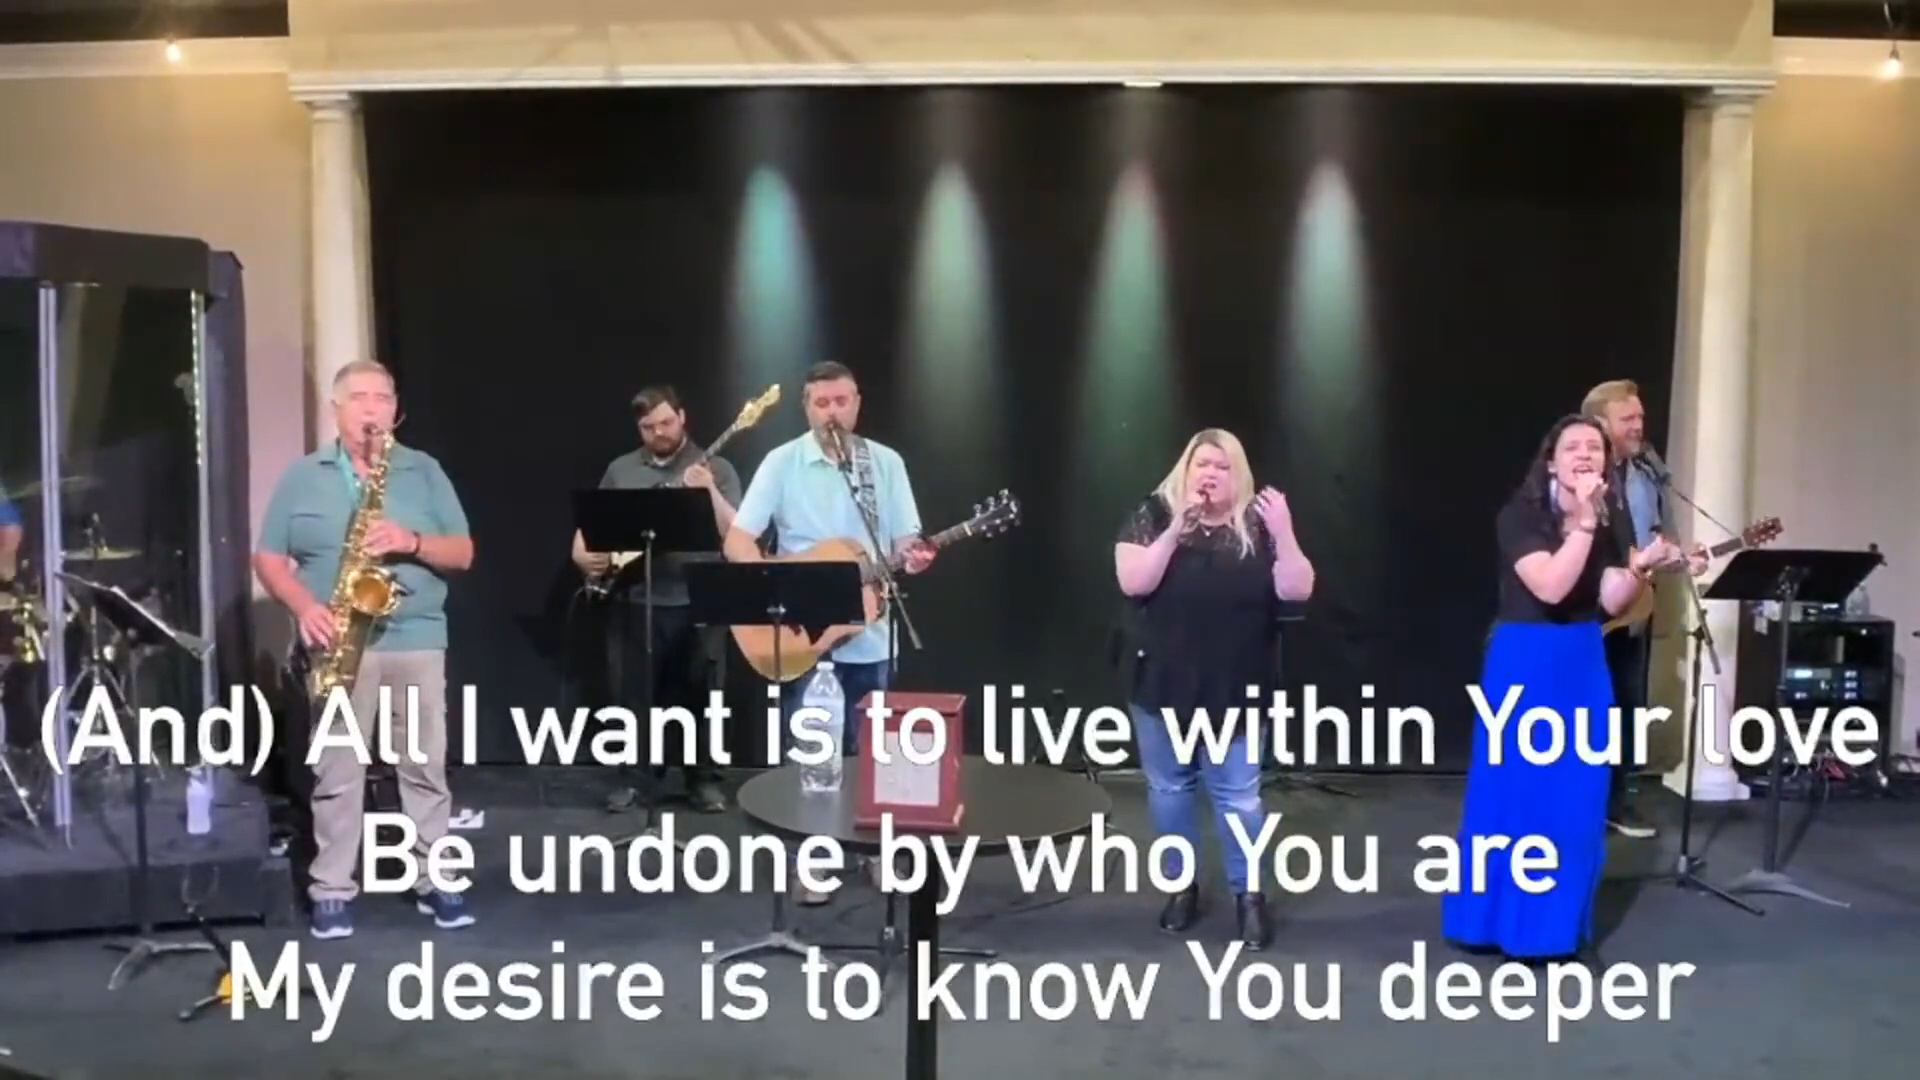 (And) All I want is to live within Your love
Be undone by who You are
My desire is to know You deeper